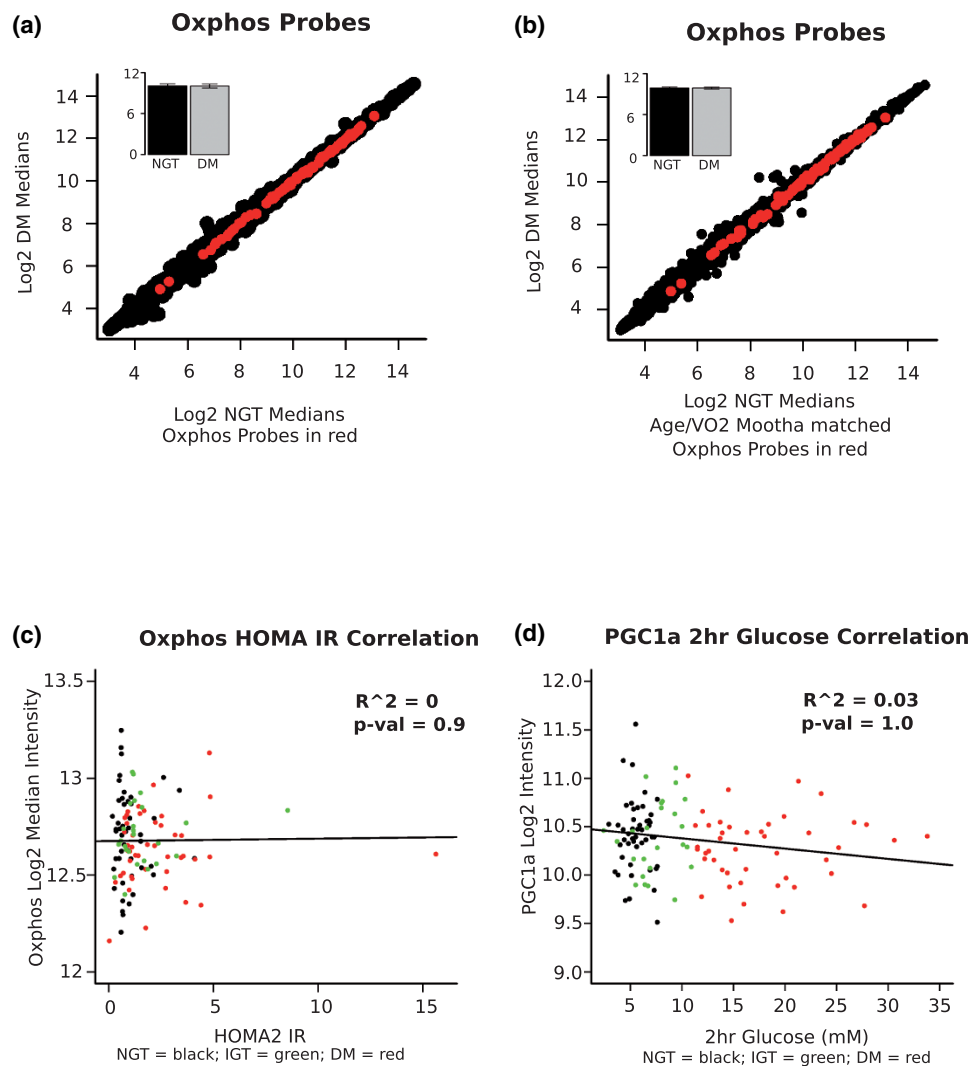 (a)
Oxphos Probes
12
6
0
NGT DM
14
12
10
8
6
4
Log2 DM Medians
4 6 8 10 12 14
Log2 NGT Medians
Oxphos Probes in red
(b)
Oxphos Probes
12
6
0
NGT DM
14
12
10
8
6
4
Log2 DM Medians
4 6 8 10 12 14
Log2 NGT Medians
Age/VO2 Mootha matched
Oxphos Probes in red
(c)
Oxphos HOMA IR Correlation
R^2 = 0
p-val = 0.9
13.5
13
12.5
12
Oxphos Log2 Median Intensity
0 5 10 15
HOMA2 IR
NGT = black; IGT = green; DM = red
(d)
PGC1a 2hr Glucose Correlation
R^2 = 0.03
p-val = 1.0
12.0
11.5
11.0
10.5
10.0
9.5
9.0
PGC1a Log2 Intensity
5 10 15 20 25 30 35
2hr Glucose (mM)
NGT = black; IGT = green; DM = red